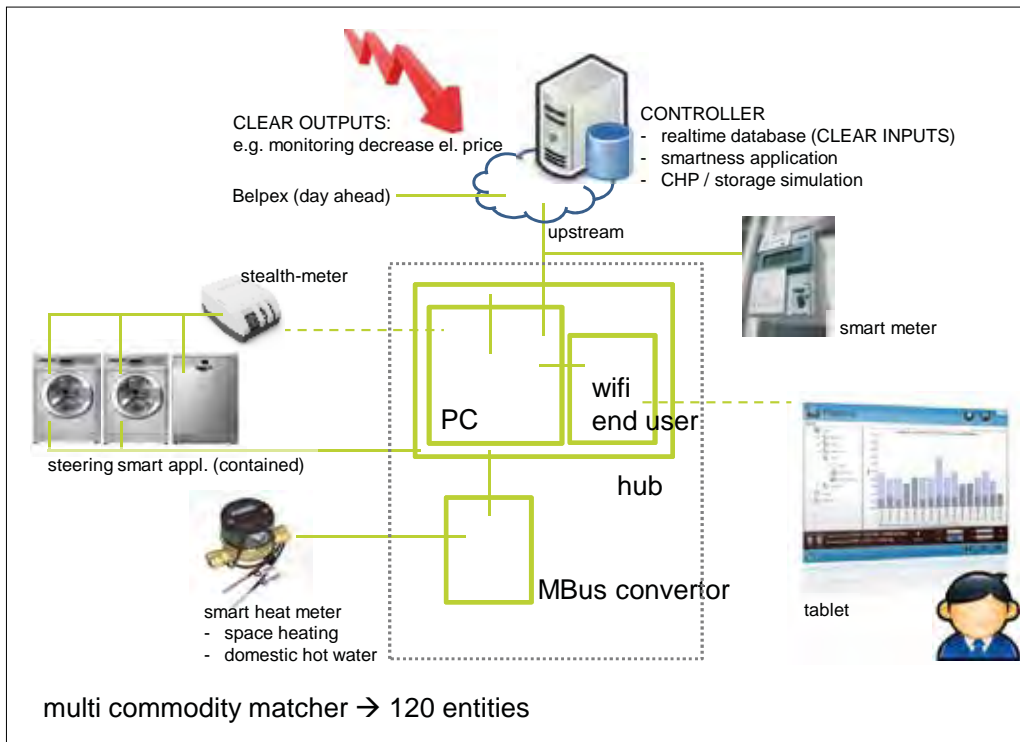 CLEAR OUTPUTS:
e.g. monitoring decrease el. price
CONTROLLER
- realtime database (CLEAR INPUTS)
- smartness application
- CHP / storage simulation
Belpex (day ahead)
upstream
stealth-meter
smart meter
PC
wifi
end user
hub
steering smart appl. (contained)
MBus convertor
smart heat meter
- space heating
- domestic hot water
tablet
multi commodity matcher → 120 entities